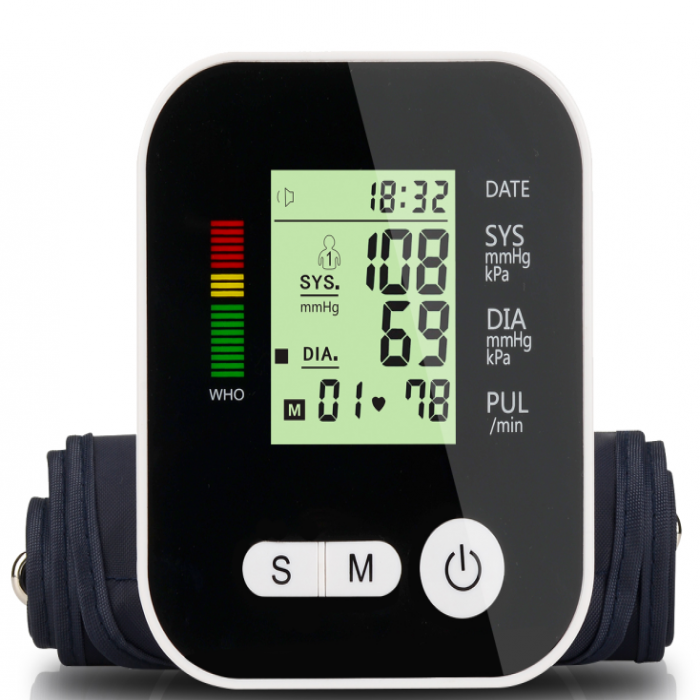 18:32
DATE
1
108
SYS.
mmHg
SYS
mmHg
kPa
69
DIA.
DIA
mmHg
kPa
M 01 78
PUL
/min
WHO
S M